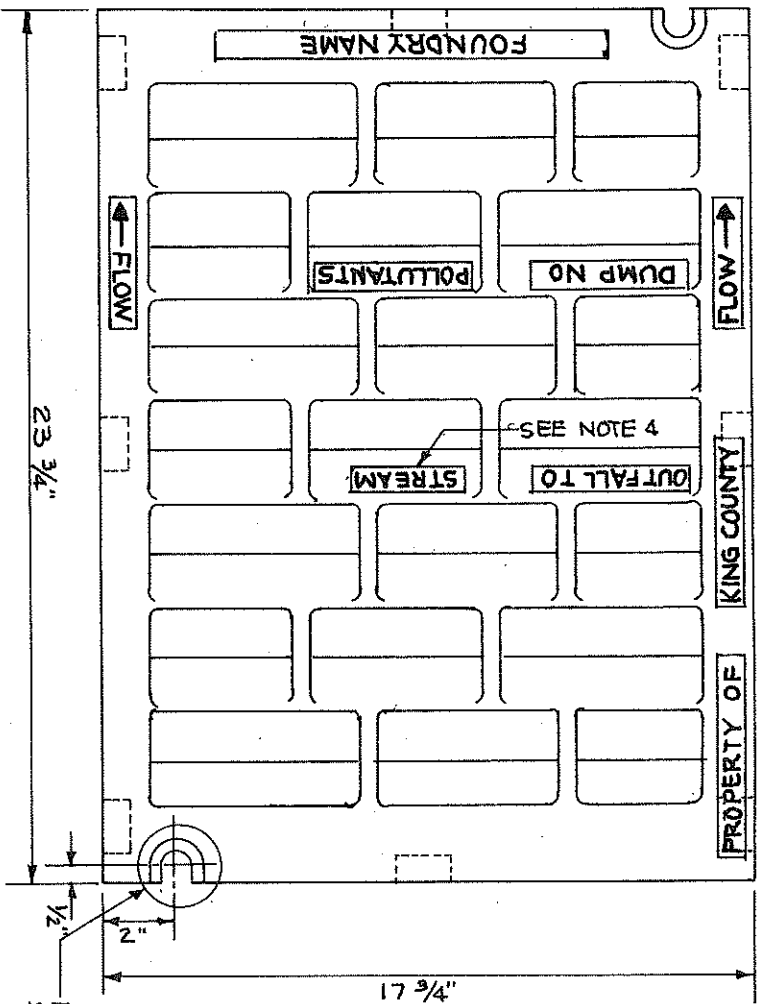 FOUNDRY NAME
FLOW
FLOW
DUMP NO
POLLUTANTS
SEE NOTE 4
OUTFALL TO
STREAM
KING COUNTY
PROPERTY OF
23 3/4"
1/2"
2"
17 3/4"